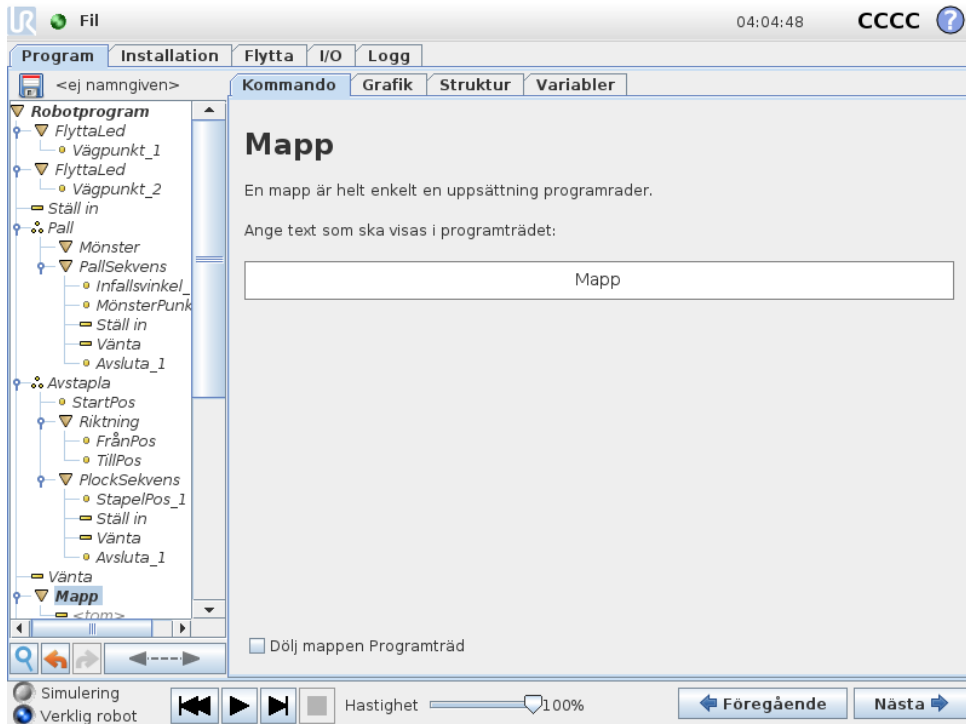 UR Fil 04:04:48 CCCC ?
Program Installation Flytta I/O Logg
<ej namngiven>
Kommando Grafik Struktur Variabler
Robotprogram
FlyttaLed
Vägpunkt_1
FlyttaLed
Vägpunkt_2
Ställ in
Pall
Mönster
PallSekvens
Infallsvinkel_
MönsterPunk
Ställ in
Vänta
Avsluta_1
Avstapla
StartPos
Riktning
FrånPos
TillPos
PlockSekvens
StapelPos_1
Ställ in
Vänta
Avsluta_1
Vänta
Mapp
<tom>
Mapp
En mapp är helt enkelt en uppsättning programrader.
Ange text som ska visas i programträdet:
Mapp
Dölj mappen Programträd
Simulering
Verklig robot
Hastighet 100%
Föregående Nästa